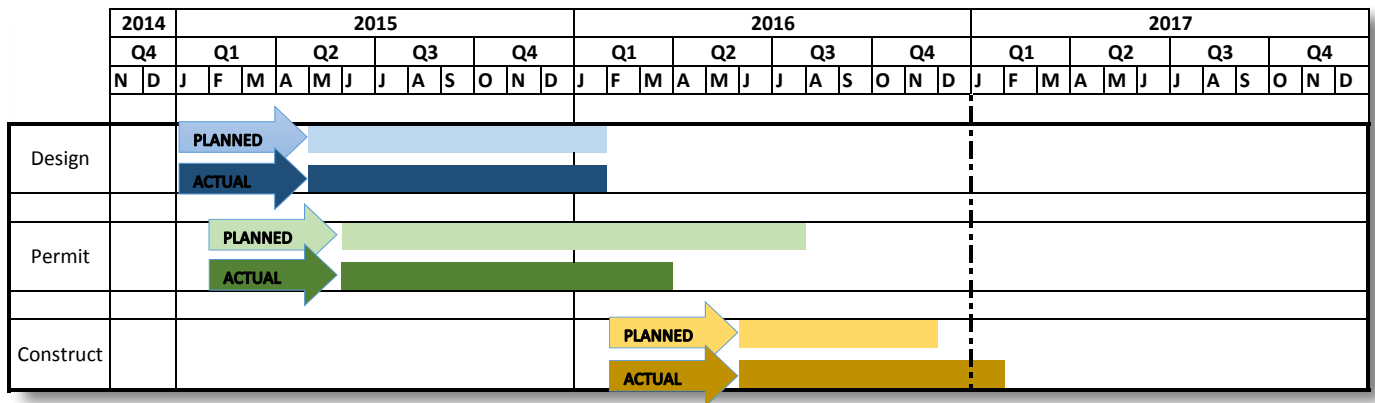 2014 2015 2016 2017
Q4 Q1 Q2 Q3 Q4 Q1 Q2 Q3 Q4 Q1 Q2 Q3 Q4
N D J F M A M J J A S O N D J F M A M J J A S O N D J F M A M J J A S O N D
PLANNED
Design
ACTUAL
PLANNED
Permit
ACTUAL
PLANNED
Construct
ACTUAL